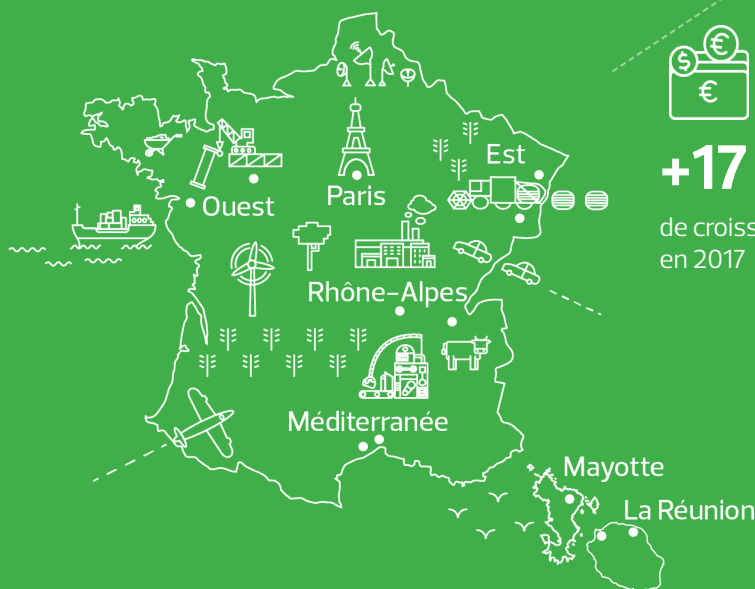 +17
de croiss
en 2017
Est
Paris
Ouest
Rhône-Alpes
Méditerranée
Mayotte
La Réunion
€
$
€